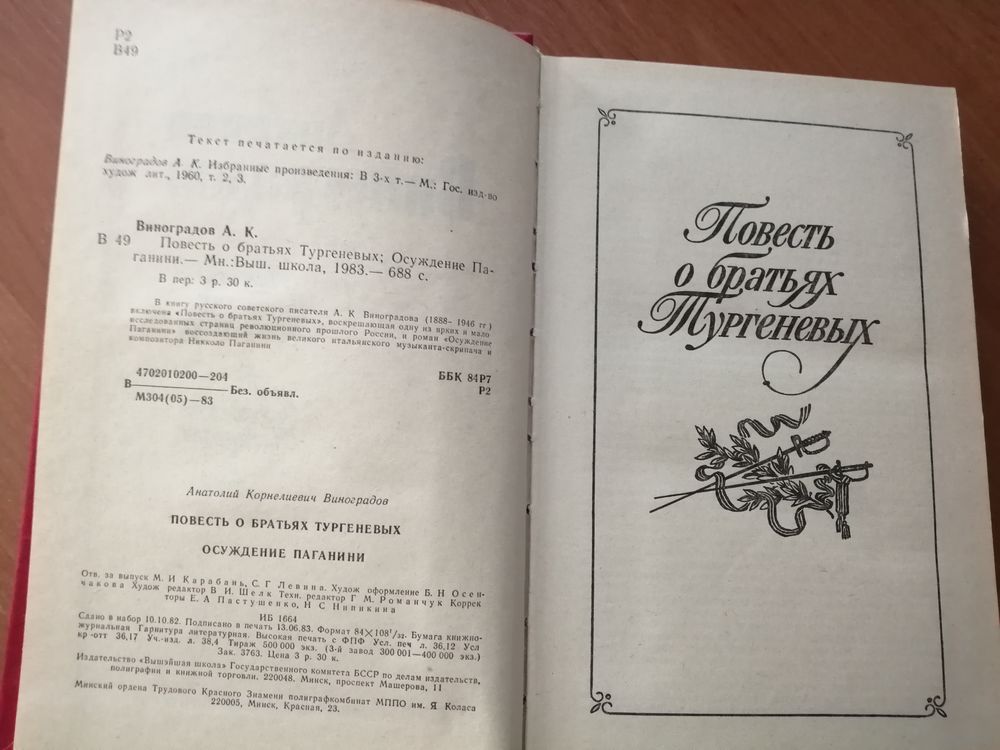 Р2
В49
Текст печатается по изданию:
Виноградов А. К. Избранные произведения: В 3-х т.— М.: Гос. изд-во
худож лит., 1960, т. 2, 3.
Виноградов А. К.
В 49 Повесть о братьях Тургеневых; Осуждение Па-
ганини.— Мн.:Выш. школа, 1983.— 688 с.
В пер: 3 р. 30 к.
В книгу русского советского писателя А. К Виноградова (1888- 1946 гг)
включена «Повесть о братьях Тургеневых», воскрешающая одну из ярких и мало
исследованных страниц революционного прошлого России, и роман «Осуждение
Паганини» воссоздающий жизнь великого итальянского музыканта-скрипача и
композитора Никколо Паганини
4702010200—204 ББК 84Р7
В Без. объявл. Р2
М304(05)—83
Анатолий Корнелиевич Виноградов
ПОВЕСТЬ О БРАТЬЯХ ТУРГЕНЕВЫХ
ОСУЖДЕНИЕ ПАГАНИНИ
Отв. за выпуск М. И Карабань, С. Г Левина. Худож оформление Б. Н Осен-
чакова Худож редактор В. И. Шелк Техн. редактор Г М. Романчук Коррек
торы Е. А Пастушенко, Н С Нипикина
ИБ 1664
Сдано в набор 10.10.82. Подписано в печать 13.06.83. Формат 84×108¹/₃₂. Бумага книжно-
журнальная Гарнитура литературная. Высокая печать с ФПФ Усл. печ л. 36,12 Усл
кр-отт 36,17 Уч.-изд. л. 38,4 Тираж 500 000 экз. (3-й завод 300 001—400 000 экз.)
Зак. 3763. Цена 3 р. 30 к.
Издательство «Вышэйшая школа» Государственного комитета БССР по делам издательств,
полиграфии и книжной торговли. 220048. Минск, проспект Машерова, 11
Минский ордена Трудового Красного Знамени полиграфкомбинат МППО им. Я Коласа
220005, Минск, Красная, 23.
Повесть
о братьях
Тургеневых